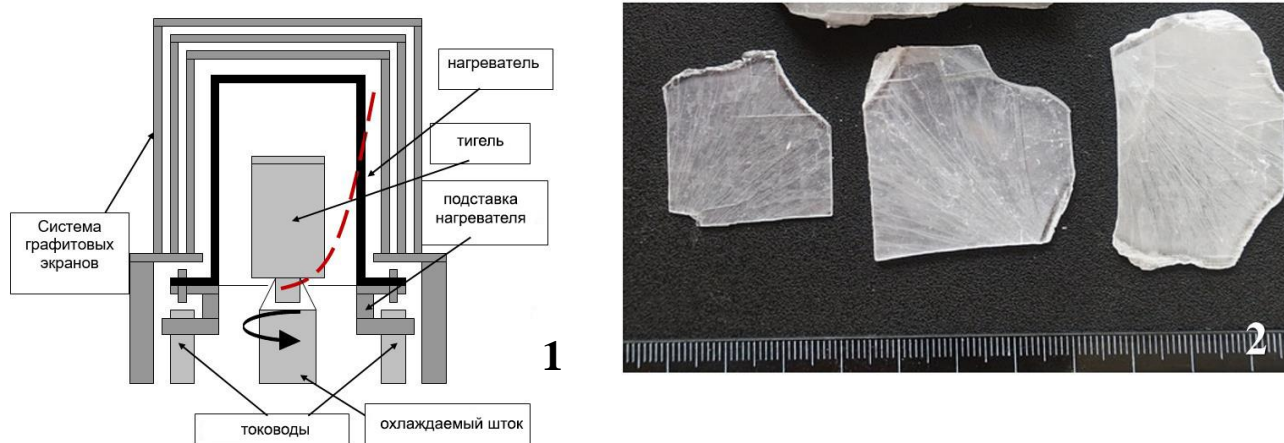 нагреватель
тигель
подставка
нагревателя
Система
графитовых
экранов
1
тоководы
охлаждаемый шток
2